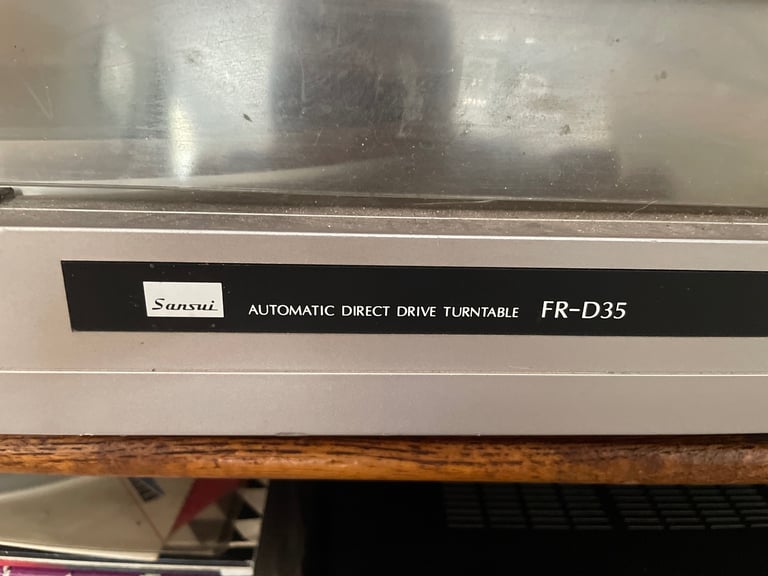 Sansui AUTOMATIC DIRECT DRIVE TURNTABLE FR-D35